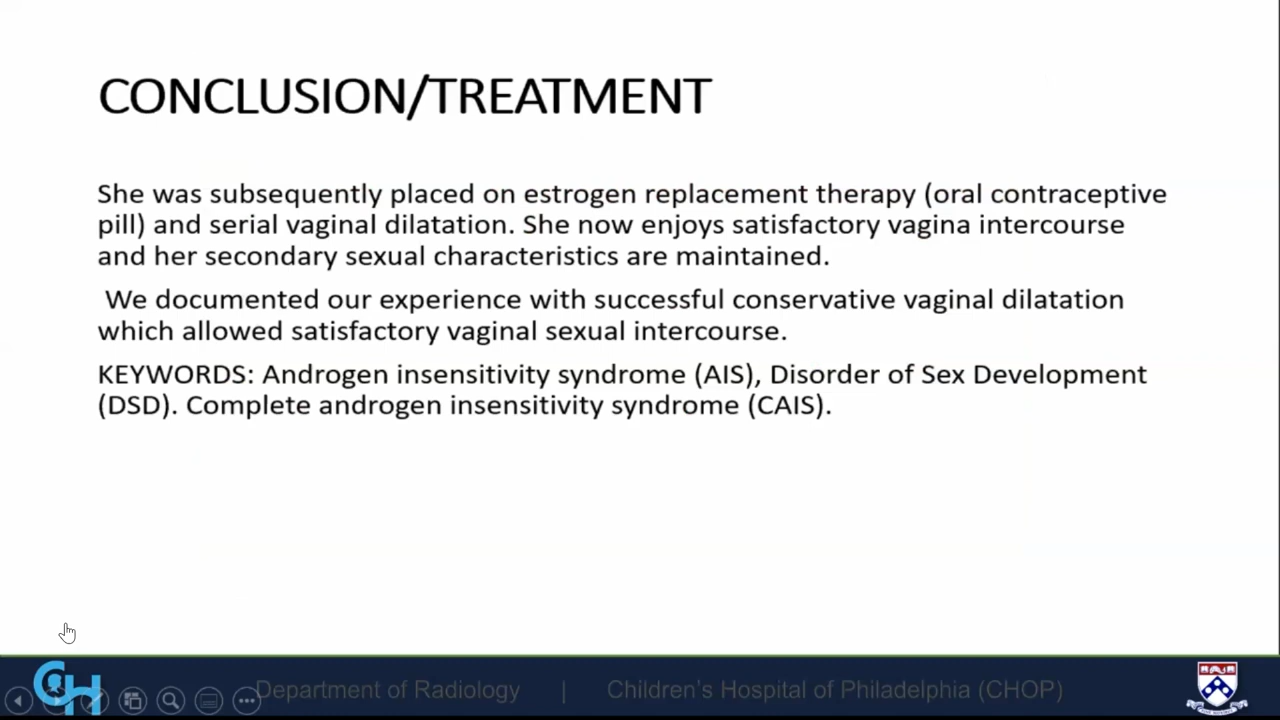 CONCLUSION/TREATMENT
She was subsequently placed on estrogen replacement therapy (oral contraceptive
pill) and serial vaginal dilatation. She now enjoys satisfactory vagina intercourse
and her secondary sexual characteristics are maintained.
We documented our experience with successful conservative vaginal dilatation
which allowed satisfactory vaginal sexual intercourse.
KEYWORDS: Androgen insensitivity syndrome (AIS), Disorder of Sex Development
(DSD). Complete androgen insensitivity syndrome (CAIS).
Department of Radiology | Children's Hospital of Philadelphia (CHOP)